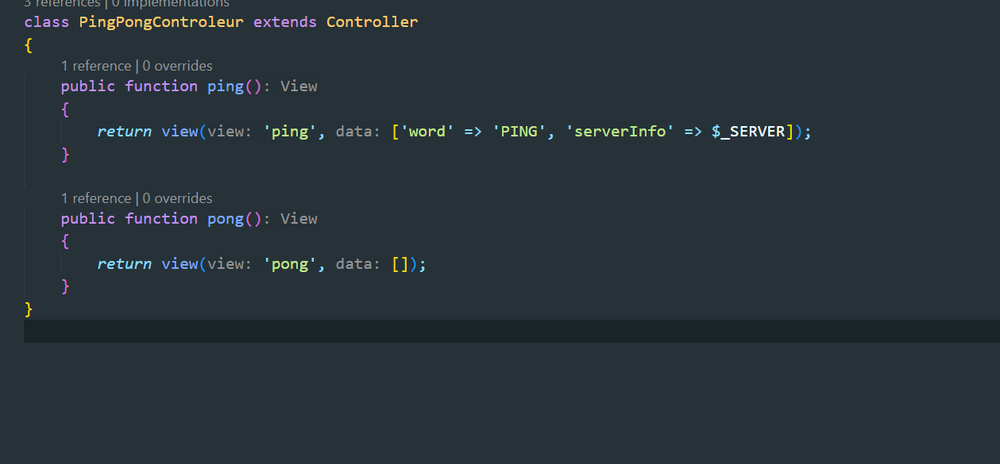 3 references | 0 implementations
class PingPongControleur extends Controller
{
1 reference | 0 overrides
public function ping(): View
{
return view(view: 'ping', data: ['word' => 'PING', 'serverInfo' => $_SERVER]);
}
1 reference | 0 overrides
public function pong(): View
{
return view(view: 'pong', data: []);
}
}